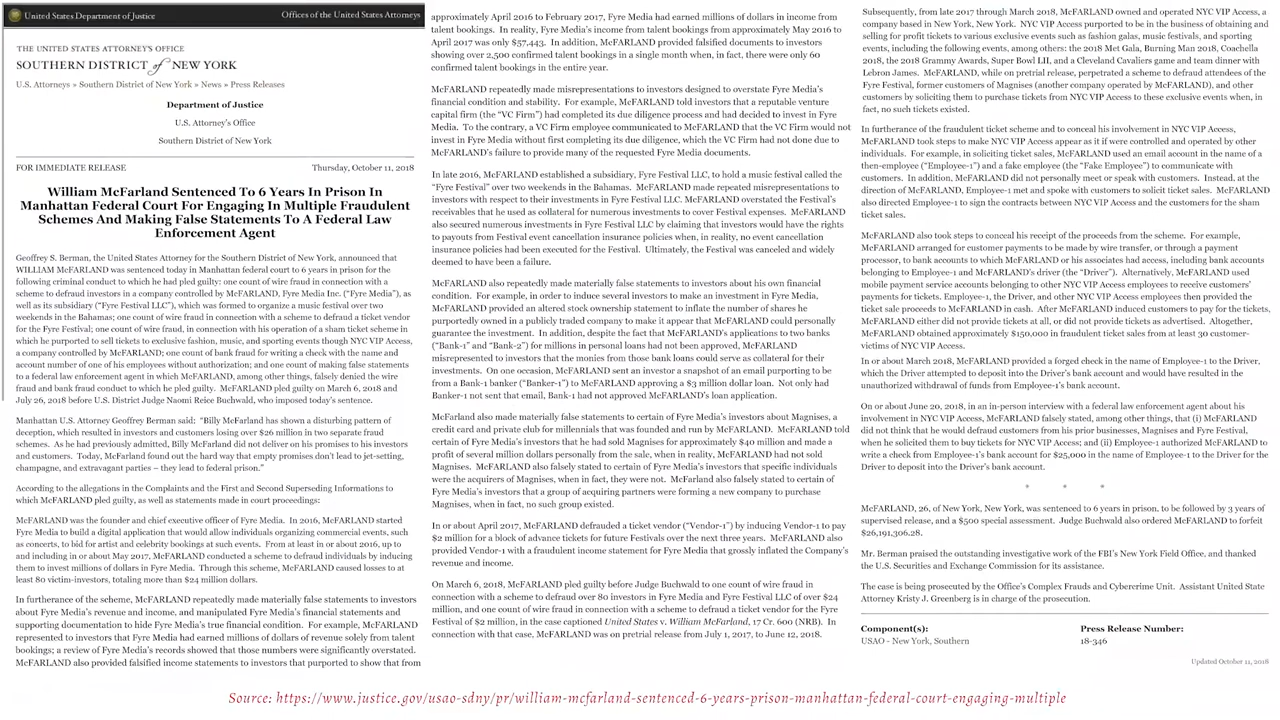 United States Department of Justice
Offices of the United States Attorneys
THE UNITED STATES ATTORNEY'S OFFICE
SOUTHERN DISTRICT of NEW YORK
U.S. Attorneys » Southern District of New York » News » Press Releases
Department of Justice
U.S. Attorney's Office
Southern District of New York
FOR IMMEDIATE RELEASE
Thursday, October 11, 2018
William McFarland Sentenced To 6 Years In Prison In
Manhattan Federal Court For Engaging In Multiple Fraudulent
Schemes And Making False Statements To A Federal Law
Enforcement Agent
Geoffrey S. Berman, the United States Attorney for the Southern District of New York, announced that
WILLIAM McFARLAND was sentenced today in Manhattan federal court to 6 years in prison for the
following criminal conduct to which he had pled guilty: one count of wire fraud in connection with a
scheme to defraud investors in a company controlled by McFARLAND, Fyre Media Inc. ("Fyre Media"), as
well as its subsidiary ("Fyre Festival LLC"), which was formed to organize a music festival over two
weekends in the Bahamas; one count of wire fraud in connection with a scheme to defraud a ticket vendor
for the Fyre Festival; one count of wire fraud, in connection with his operation of a sham ticket scheme in
which he purported to sell tickets to exclusive fashion, music, and sporting events though NYC VIP Access,
a company controlled by McFARLAND; one count of bank fraud for writing a check with the name and
account number of one of his employees without authorization; and one count of making false statements
to a federal law enforcement agent in which McFARLAND, among other things, falsely denied the wire
fraud and bank fraud conduct to which he pled guilty. McFARLAND pled guilty on March 6, 2018 and
July 26, 2018 before U.S. District Judge Naomi Reice Buchwald, who imposed today's sentence.
Manhattan U.S. Attorney Geoffrey Berman said: "Billy McFarland has shown a disturbing pattern of
deception, which resulted in investors and customers losing over $26 million in two separate fraud
schemes. As he had previously admitted, Billy McFarland did not deliver on his promises to his investors
and customers. Today, McFarland found out the hard way that empty promises don't lead to jet-setting,
champagne, and extravagant parties – they lead to federal prison."
According to the allegations in the Complaints and the First and Second Superseding Informations to
which McFARLAND pled guilty, as well as statements made in court proceedings:
McFARLAND was the founder and chief executive officer of Fyre Media. In 2016, McFARLAND started
Fyre Media to build a digital application that would allow individuals organizing commercial events, such
as concerts, to bid for artist and celebrity bookings at such events. From at least in or about 2016, up to
and including in or about May 2017, McFARLAND conducted a scheme to defraud individuals by inducing
them to invest millions of dollars in Fyre Media. Through this scheme, McFARLAND caused losses to at
least 80 victim-investors, totaling more than $24 million dollars.
In furtherance of the scheme, McFARLAND repeatedly made materially false statements to investors
about Fyre Media's revenue and income, and manipulated Fyre Media's financial statements and
supporting documentation to hide Fyre Media's true financial condition. For example, McFARLAND
represented to investors that Fyre Media had earned millions of dollars of revenue solely from talent
bookings; a review of Fyre Media's records showed that those numbers were significantly overstated.
McFARLAND also provided falsified income statements to investors that purported to show that from
approximately April 2016 to February 2017, Fyre Media had earned millions of dollars in income from
talent bookings. In reality, Fyre Media's income from talent bookings from approximately May 2016 to
April 2017 was only $57,443. In addition, McFARLAND provided falsified documents to investors
showing over 2,500 confirmed talent bookings in a single month when, in fact, there were only 60
confirmed talent bookings in the entire year.
McFARLAND repeatedly made misrepresentations to investors designed to overstate Fyre Media's
financial condition and stability. For example, McFARLAND told investors that a reputable venture
capital firm (the "VC Firm") had completed its due diligence process and had decided to invest in Fyre
Media. To the contrary, a VC Firm employee communicated to McFARLAND that the VC Firm would not
invest in Fyre Media without first completing its due diligence, which the VC Firm had not done due to
McFARLAND's failure to provide many of the requested Fyre Media documents.
In late 2016, McFARLAND established a subsidiary, Fyre Festival LLC, to hold a music festival called the
"Fyre Festival" over two weekends in the Bahamas. McFARLAND made repeated misrepresentations to
investors with respect to their investments in Fyre Festival LLC. McFARLAND overstated the Festival's
receivables that he used as collateral for numerous investments to cover Festival expenses. McFARLAND
also secured numerous investments in Fyre Festival LLC by claiming that investors would have the rights
to payouts from Festival event cancellation insurance policies when, in reality, no event cancellation
insurance policies had been executed for the Festival. Ultimately, the Festival was canceled and widely
deemed to have been a failure.
McFARLAND also repeatedly made materially false statements to investors about his own financial
condition. For example, in order to induce several investors to make an investment in Fyre Media,
McFARLAND provided an altered stock ownership statement to inflate the number of shares he
purportedly owned in a publicly traded company to make it appear that McFARLAND could personally
guarantee the investment. In addition, despite the fact that McFARLAND's applications to two banks
("Bank-1" and "Bank-2") for millions in personal loans had not been approved, McFARLAND
misrepresented to investors that the monies from those bank loans could serve as collateral for their
investments. On one occasion, McFARLAND sent an investor a snapshot of an email purporting to be
from a Bank-1 banker ("Banker-1") to McFARLAND approving a $3 million dollar loan. Not only had
Banker-1 not sent that email, Bank-1 had not approved McFARLAND's loan application.
McFARLAND also made materially false statements to certain of Fyre Media's investors about Magnises, a
credit card and private club for millennials that was founded and run by McFARLAND. McFARLAND told
certain of Fyre Media's investors that he had sold Magnises for approximately $40 million and made a
profit of several million dollars personally from the sale, when in reality, McFARLAND had not sold
Magnises. McFARLAND also falsely stated to certain of Fyre Media's investors that specific individuals
were the acquirers of Magnises, when in fact, they were not. McFarland also falsely stated to certain of
Fyre Media's investors that a group of acquiring partners were forming a new company to purchase
Magnises, when in fact, no such group existed.
In or about April 2017, McFARLAND defrauded a ticket vendor ("Vendor-1") by inducing Vendor-1 to pay
$2 million for a block of advance tickets for future Festivals over the next three years. McFARLAND also
provided Vendor-1 with a fraudulent income statement for Fyre Media that grossly inflated the Company's
revenue and income.
On March 6, 2018, McFARLAND pled guilty before Judge Buchwald to one count of wire fraud in
connection with a scheme to defraud over 80 investors in Fyre Media and Fyre Festival LLC of over $24
million, and one count of wire fraud in connection with a scheme to defraud a ticket vendor for the Fyre
Festival of $2 million, in the case captioned United States v. William McFarland, 17 Cr. 600 (NRB). In
connection with that case, McFARLAND was on pretrial release from July 1, 2017, to June 12, 2018.
Subsequently, from late 2017 through March 2018, McFARLAND owned and operated NYC VIP Access, a
company based in New York, New York. NYC VIP Access purported to be in the business of obtaining and
selling for profit tickets to various exclusive events such as fashion galas, music festivals, and sporting
events, including the following events, among others: the 2018 Met Gala, Burning Man 2018, Coachella
2018, the 2018 Grammy Awards, Super Bowl LII, and a Cleveland Cavaliers game and team dinner with
Lebron James. McFARLAND, while on pretrial release, perpetrated a scheme to defraud attendees of the
Fyre Festival, former customers of Magnises (another company operated by McFARLAND), and other
customers by soliciting them to purchase tickets from NYC VIP Access to these exclusive events when, in
fact, no such tickets existed.
In furtherance of the fraudulent ticket scheme and to conceal his involvement in NYC VIP Access,
McFARLAND took steps to make NYC VIP Access appear as if it were controlled and operated by other
individuals. For example, in soliciting ticket sales, McFARLAND used an email account in the name of a
then-employee ("Employee-1") and a fake employee (the "Fake Employee") to communicate with
customers. In addition, McFARLAND did not personally meet or speak with customers. Instead, at the
direction of McFARLAND, Employee-1 met and spoke with customers to solicit ticket sales. McFARLAND
also directed Employee-1 to sign the contracts between NYC VIP Access and the customers for the sham
ticket sales.
McFARLAND also took steps to conceal his receipt of the proceeds from the scheme. For example,
McFARLAND arranged for customer payments to be made by wire transfer, or through a payment
processor, to bank accounts to which McFARLAND or his associates had access, including bank accounts
belonging to Employee-1 and McFARLAND's driver (the "Driver"). Alternatively, McFARLAND used
mobile payment service accounts belonging to other NYC VIP Access employees to receive customers'
payments for tickets. Employee-1, the Driver, and other NYC VIP Access employees then provided the
ticket sale proceeds to McFARLAND in cash. After McFARLAND induced customers to pay for the tickets,
McFARLAND either did not provide tickets at all, or did not provide tickets as advertised. Altogether,
McFARLAND obtained approximately $150,000 in fraudulent ticket sales from at least 30 customer-
victims of NYC VIP Access.
In or about March 2018, McFARLAND provided a forged check in the name of Employee-1 to the Driver,
which the Driver attempted to deposit into the Driver's bank account and would have resulted in the
unauthorized withdrawal of funds from Employee-1's bank account.
On or about June 20, 2018, in an in-person interview with a federal law enforcement agent about his
involvement in NYC VIP Access, McFARLAND falsely stated, among other things, that (i) McFARLAND
did not think that he would defraud customers from his prior businesses, Magnises and Fyre Festival,
when he solicited them to buy tickets for NYC VIP Access; and (ii) Employee-1 authorized McFARLAND to
write a check from Employee-1's bank account for $25,000 in the name of Employee-1 to the Driver for the
Driver to deposit into the Driver's bank account.
* * *
McFARLAND, 26, of New York, New York, was sentenced to 6 years in prison, to be followed by 3 years of
supervised release, and a $500 special assessment. Judge Buchwald also ordered McFARLAND to forfeit
$26,191,306.28.
Mr. Berman praised the outstanding investigative work of the FBI's New York Field Office, and thanked
the U.S. Securities and Exchange Commission for its assistance.
The case is being prosecuted by the Office's Complex Frauds and Cybercrime Unit. Assistant United State
Attorney Kristy J. Greenberg is in charge of the prosecution.
Component(s):
USAO - New York, Southern
Press Release Number:
18-346
Updated October 11, 2018
Source: https://www.justice.gov/usao-sdny/pr/william-mcfarland-sentenced-6-years-prison-manhattan-federal-court-engaging-multiple